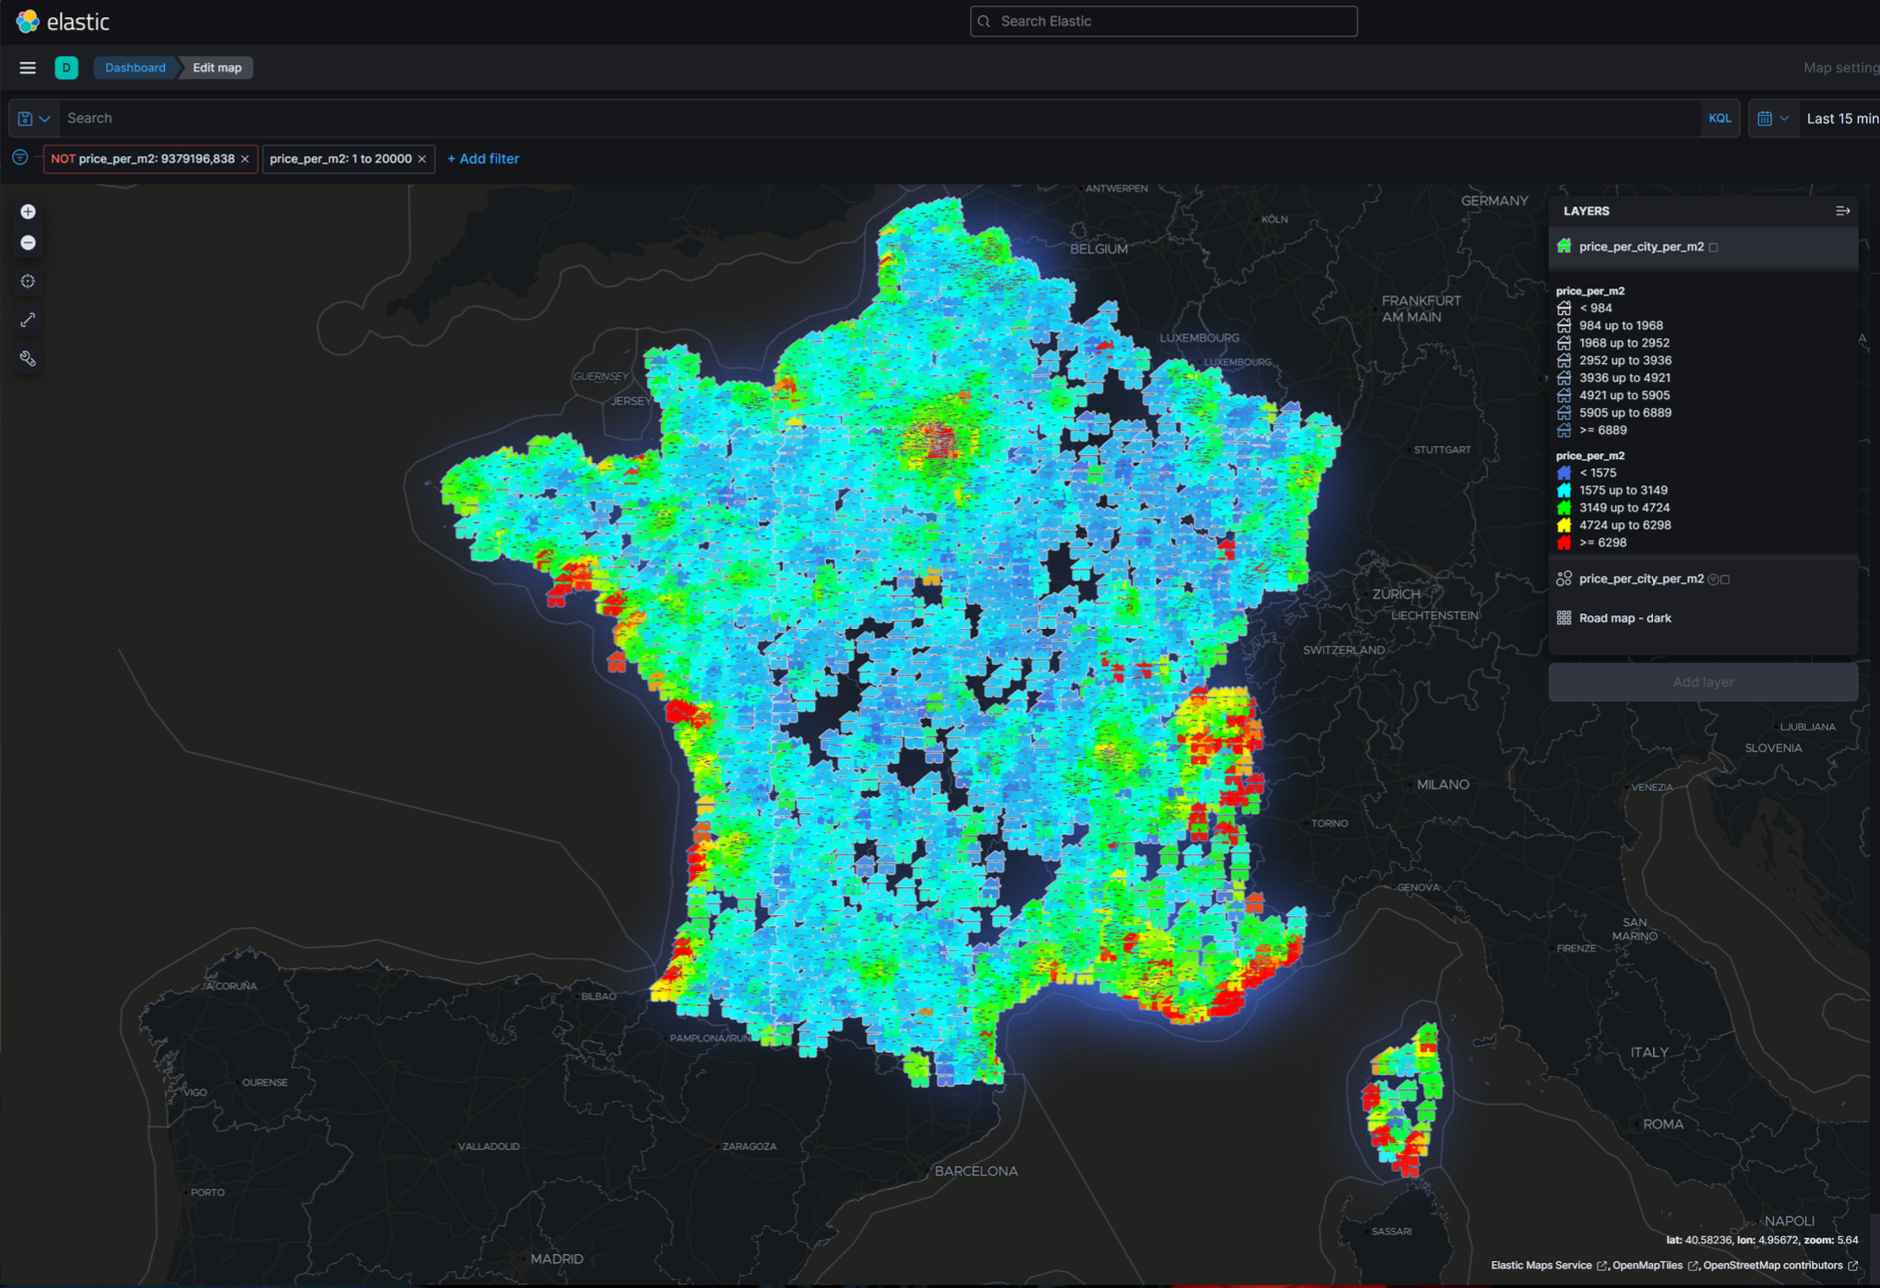 elastic
Search Elastic
D
Dashboard
Edit map
Map setting
Search
KQL
Last 15 min
NOT price_per_m2: 9379196,838 ×
price_per_m2: 1 to 20000 ×
+ Add filter
ANTWERPEN
KÖLN
BELGIUM
GERMANY
FRANKFURT
AM MAIN
LUXEMBOURG
LUXEMBOURG
GUERNSEY
JERSEY
STUTTGART
ZÜRICH
LIECHTENSTEIN
SWITZERLAND
LJUBLJANA
SLOVENIA
MILANO
VENEZIA
TORINO
GENOVA
SAN
MARINO
FIRENZE
A CORUÑA
BILBAO
PAMPLONA/IRUÑ
ITALY
OURENSE
VIGO
ROMA
VALLADOLID
ZARAGOZA
BARCELONA
PORTO
NAPOLI
SASSARI
MADRID
LAYERS
price_per_city_per_m2
price_per_m2
< 984
984 up to 1968
1968 up to 2952
2952 up to 3936
3936 up to 4921
4921 up to 5905
5905 up to 6889
>= 6889
price_per_m2
< 1575
1575 up to 3149
3149 up to 4724
4724 up to 6298
>= 6298
price_per_city_per_m2
Road map - dark
Add layer
lat: 40.58236, lon: 4.95672, zoom: 5.64
Elastic Maps Service , OpenMapTiles , OpenStreetMap contributors